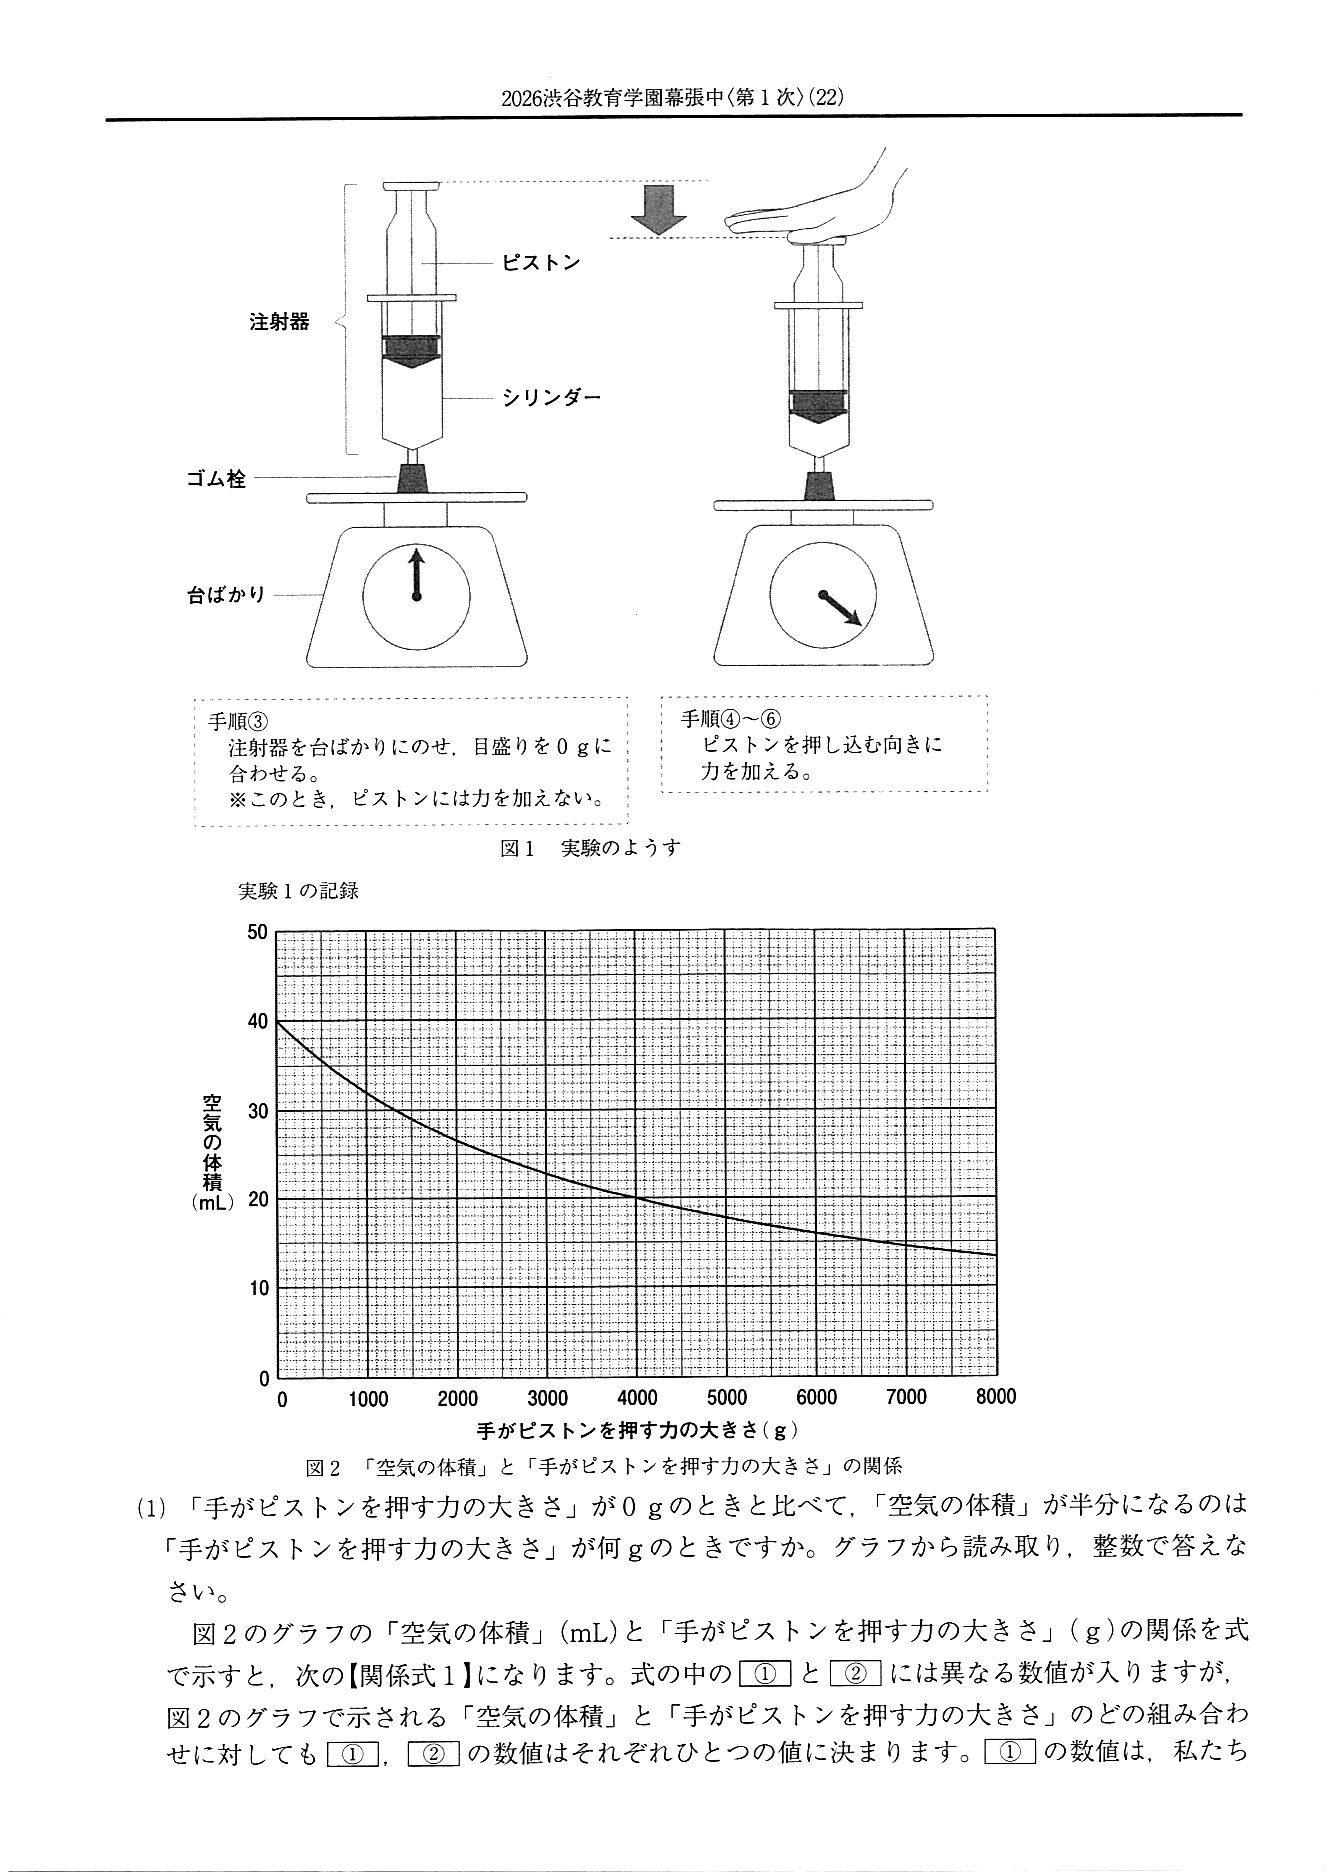 2026渋谷教育学園幕張中〈第1次〉(22)
ピストン
注射器
シリンダー
ゴム栓
台ばかり
手順③
注射器を台ばかりにのせ，目盛りを0gに
合わせる。
※このとき，ピストンには力を加えない。
手順④～⑥
ピストンを押し込む向きに
力を加える。
図1　実験のようす
実験1の記録
50
40
30
20
10
0
空気の体積(mL)
0 1000 2000 3000 4000 5000 6000 7000 8000
手がピストンを押す力の大きさ(g)
図2　「空気の体積」と「手がピストンを押す力の大きさ」の関係
(1) 「手がピストンを押す力の大きさ」が0gのときと比べて，「空気の体積」が半分になるのは
「手がピストンを押す力の大きさ」が何gのときですか。グラフから読み取り，整数で答えな
さい。
図2のグラフの「空気の体積」(mL)と「手がピストンを押す力の大きさ」(g)の関係を式
で示すと，次の【関係式1】になります。式の中の ① と ② には異なる数値が入りますが，
図2のグラフで示される「空気の体積」と「手がピストンを押す力の大きさ」のどの組み合わ
せに対しても ① ， ② の数値はそれぞれひとつの値に決まります。 ① の数値は，私たち